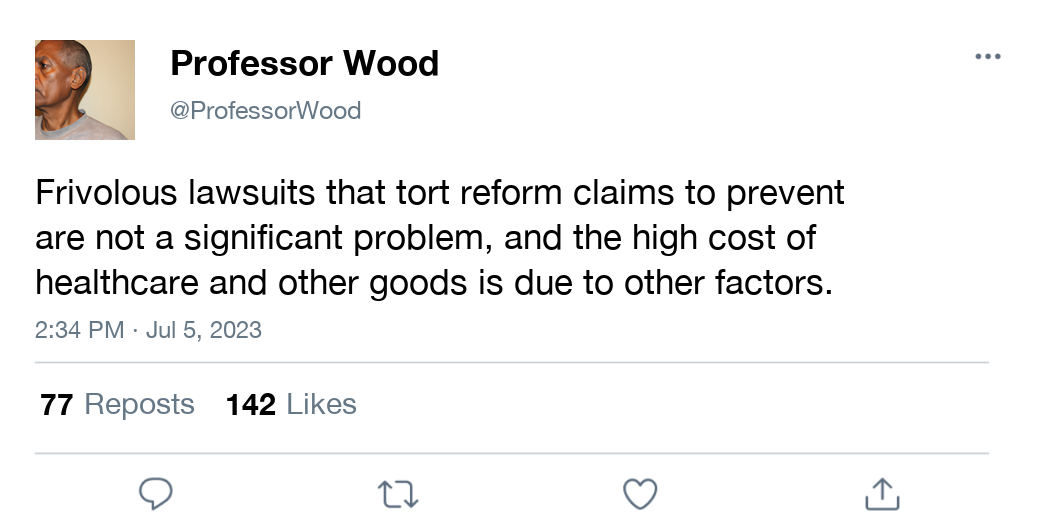 Professor Wood
@ProfessorWood
Frivolous lawsuits that tort reform claims to prevent
are not a significant problem, and the high cost of
healthcare and other goods is due to other factors.
2:34 PM · Jul 5, 2023
77 Reposts 142 Likes